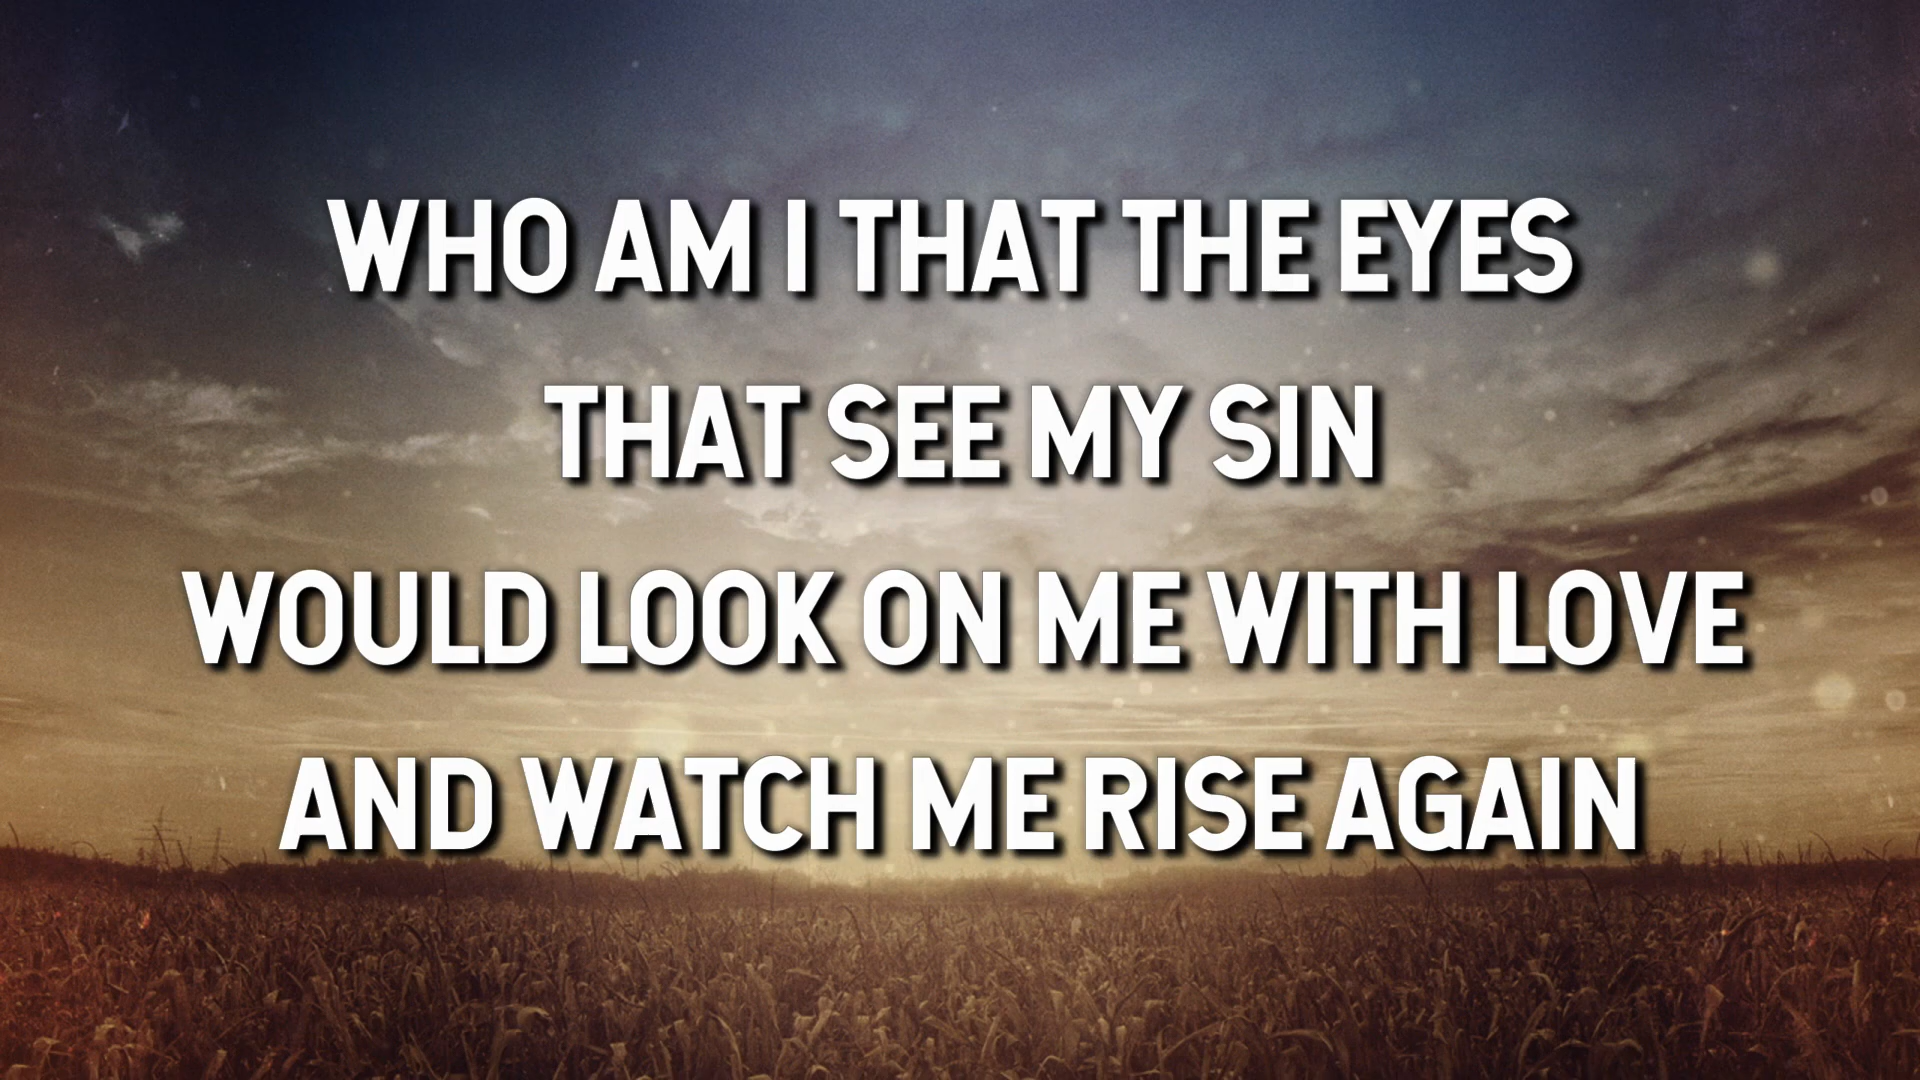 WHO AM I THAT THE EYES
THAT SEE MY SIN
WOULD LOOK ON ME WITH LOVE
AND WATCH ME RISE AGAIN